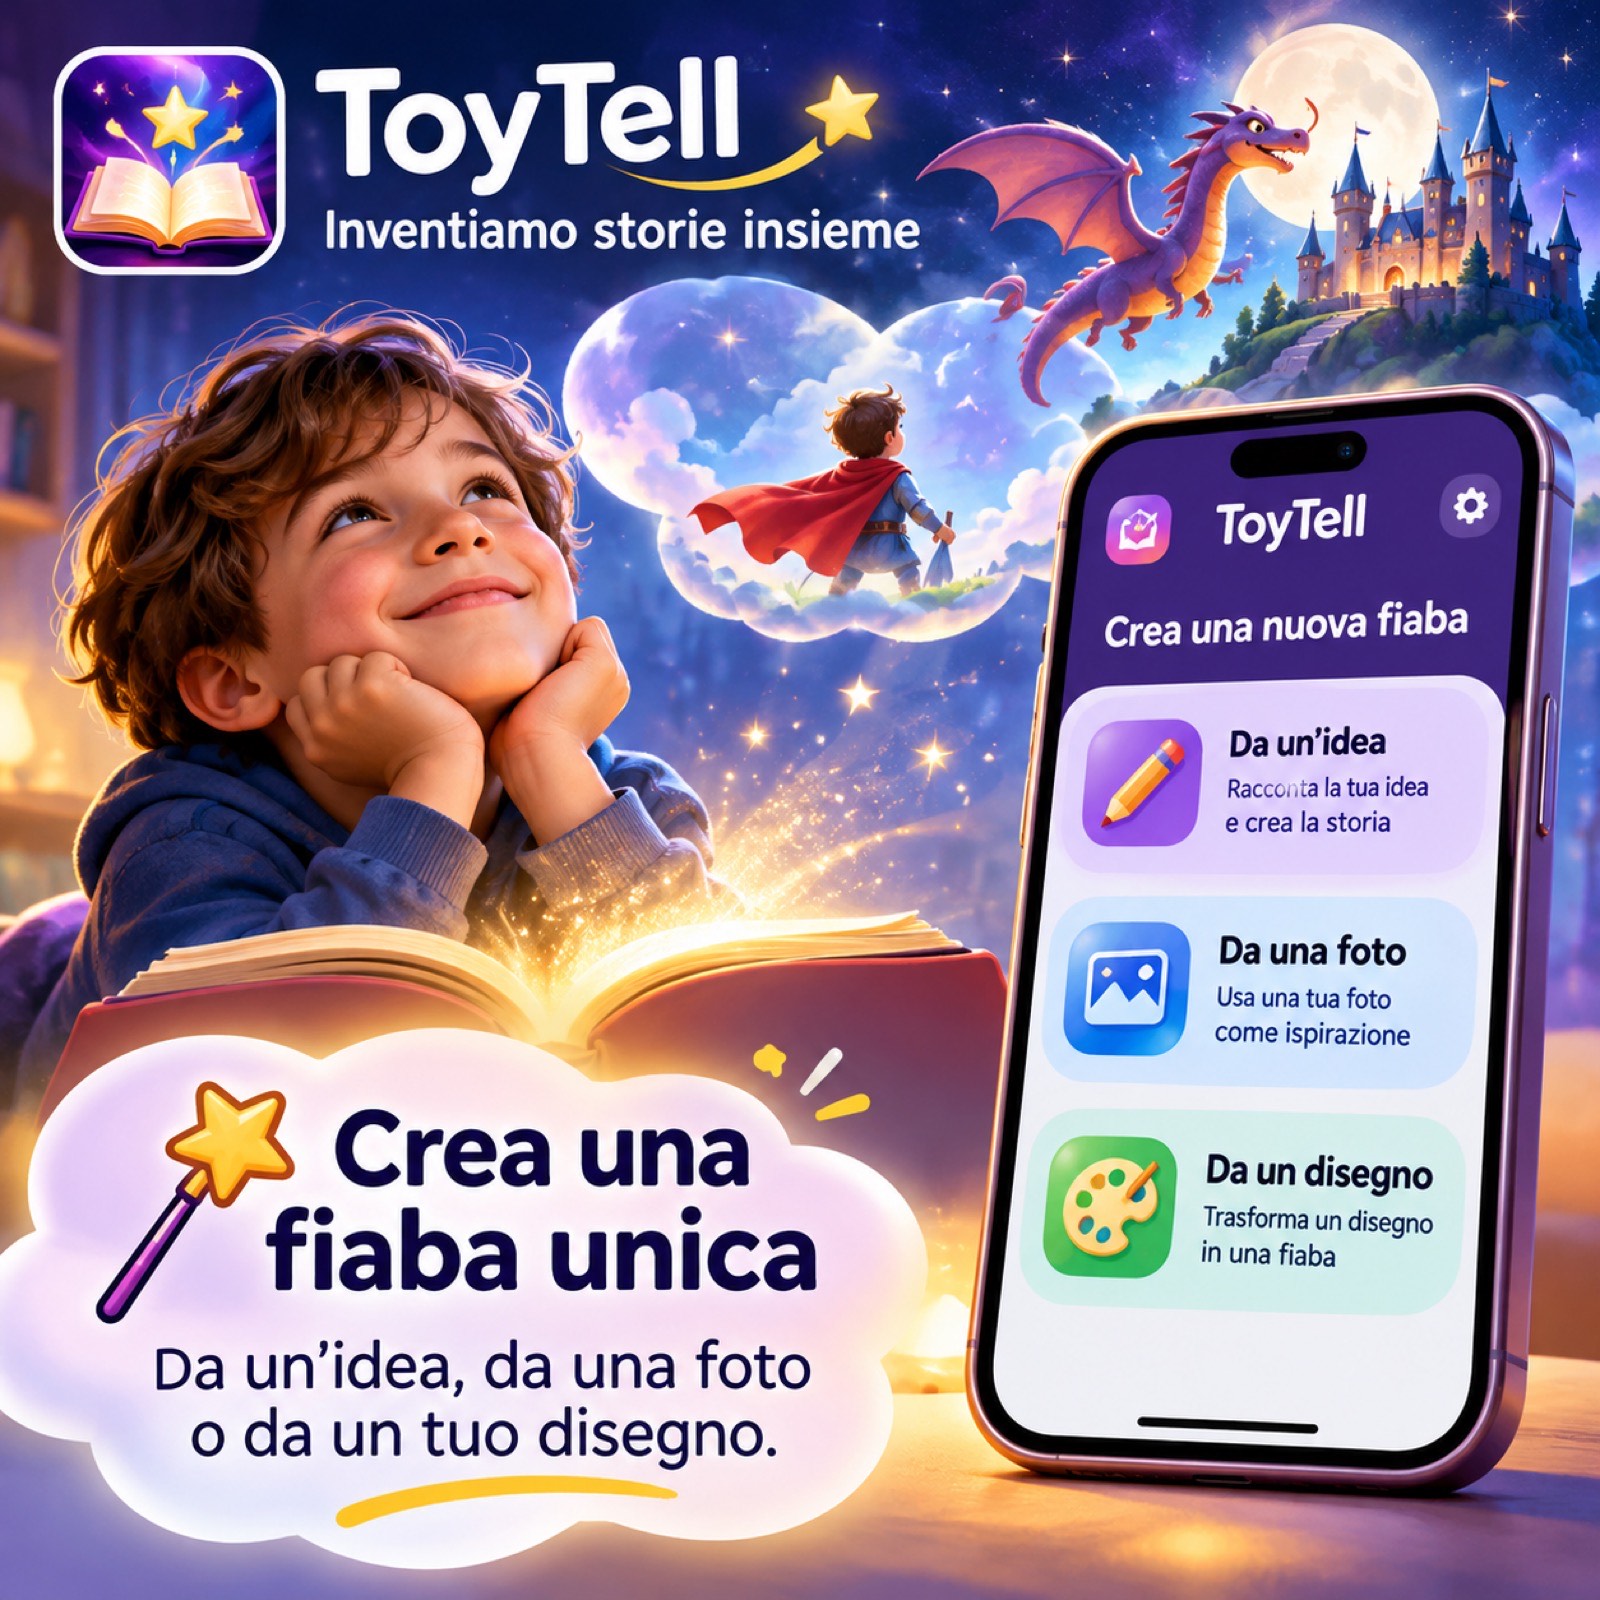 ToyTell
Inventiamo storie insieme
ToyTell
Crea una nuova fiaba
Da un'idea
Racconta la tua idea
e crea la storia
Da una foto
Usa una tua foto
come ispirazione
Da un disegno
Trasforma un disegno
in una fiaba
Crea una
fiaba unica
Da un'idea, da una foto
o da un tuo disegno.